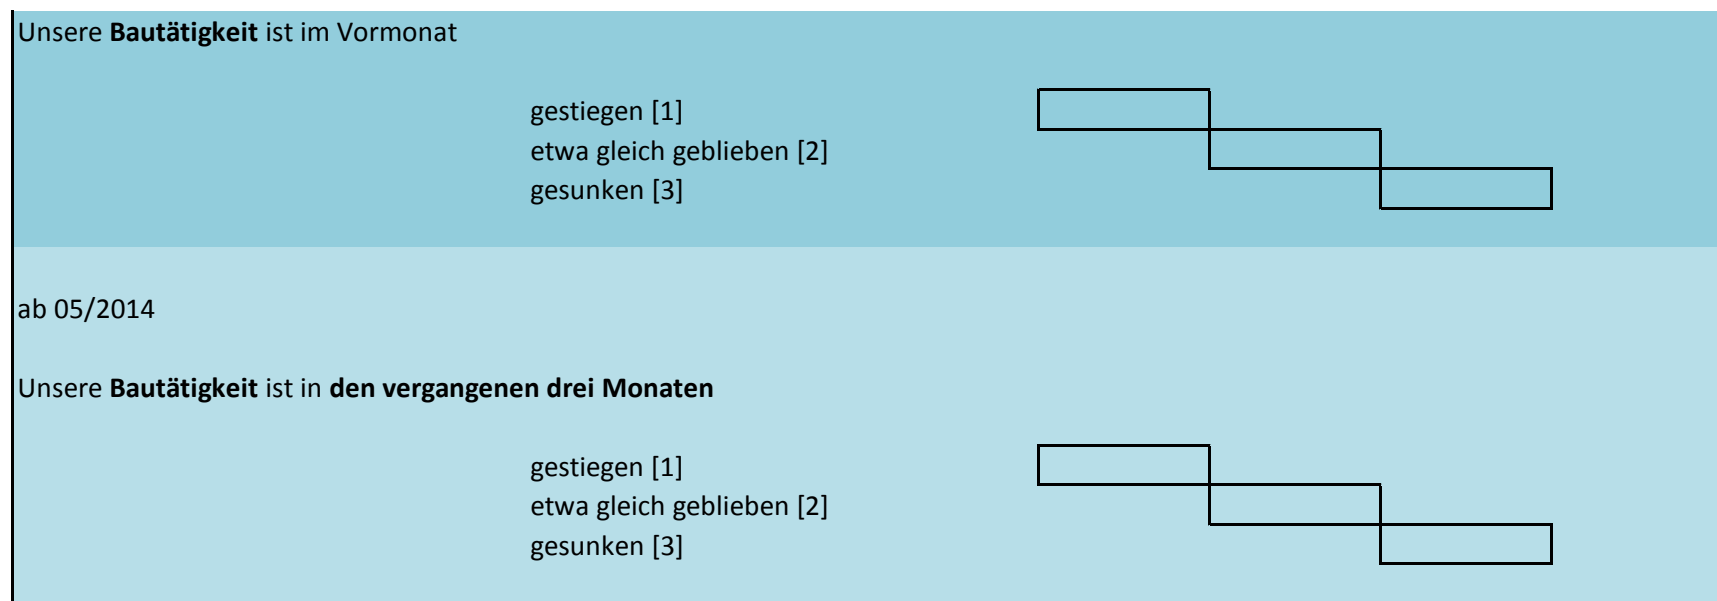 Unsere Bautätigkeit ist im Vormonat
gestiegen [1]
etwa gleich geblieben [2]
gesunken [3]
ab 05/2014
Unsere Bautätigkeit ist in den vergangenen drei Monaten
gestiegen [1]
etwa gleich geblieben [2]
gesunken [3]